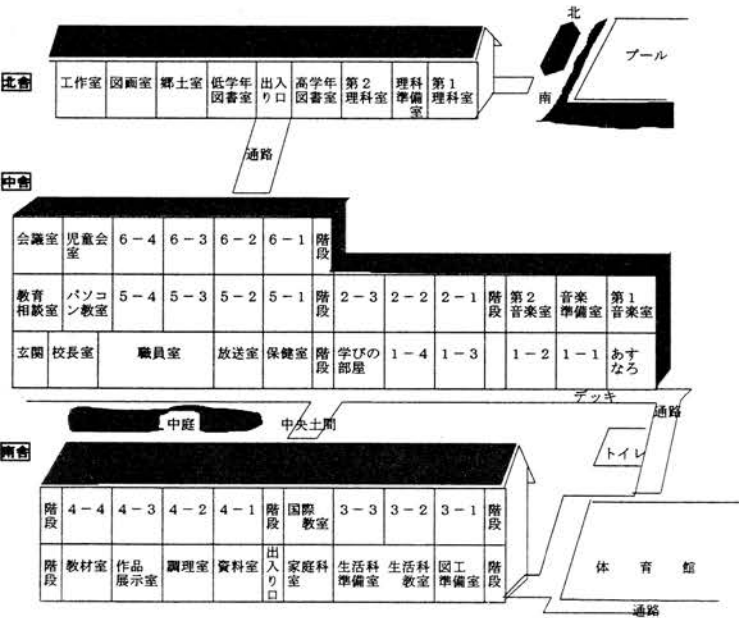 北
プール
南
北舎
工作室
図画室
郷土室
低学年
図書室
出入
り口
高学年
図書室
第2
理科室
理科
準備
室
第1
理科室
通路
中舎
会議室
児童会
室
6-4
6-3
6-2
6-1
階
段
教育
相談室
パソコ
ン教室
5-4
5-3
5-2
5-1
階
段
2-3
2-2
2-1
階
段
第2
音楽室
音楽
準備室
第1
音楽室
玄関
校長室
職員室
放送室
保健室
階
段
学びの
部屋
1-4
1-3
1-2
1-1
あす
なろ
デッキ
通路
中庭
中央土間
トイレ
南舎
階
段
4-4
4-3
4-2
4-1
階
段
国際
教室
3-3
3-2
3-1
階
段
階
段
教材室
作品
展示室
調理室
資料室
出
入
り
口
家庭科
室
生活科
準備室
生活科
教室
図工
準備室
階
段
体育館
通路